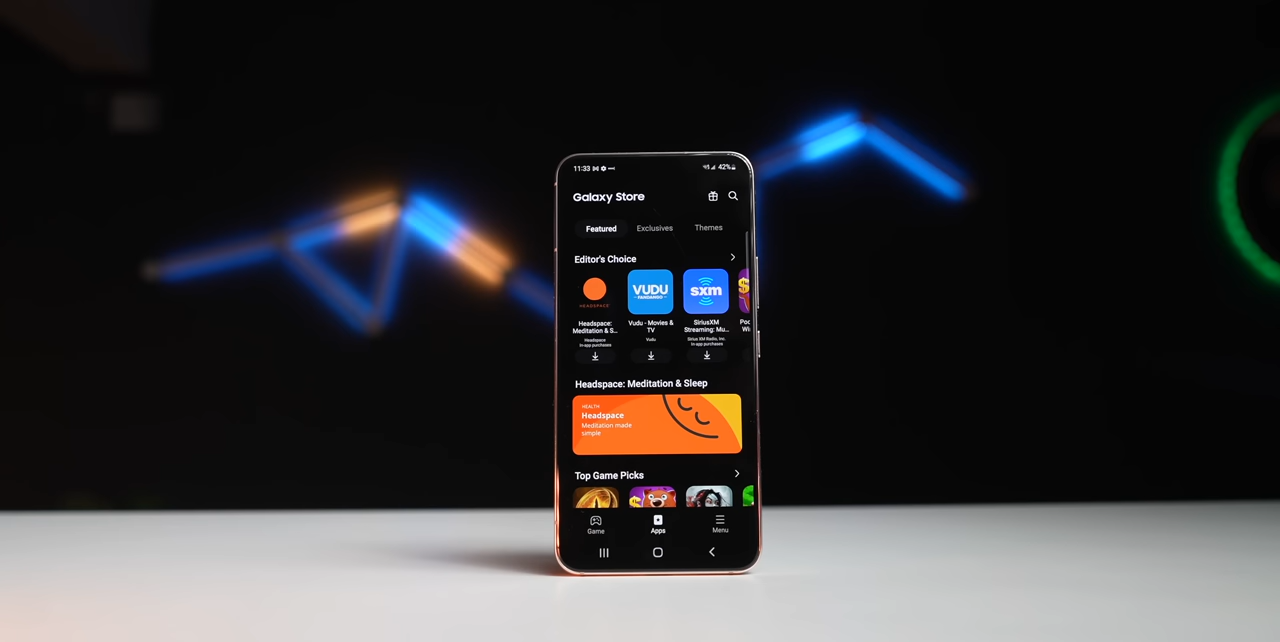 11:33
42%
Galaxy Store
Featured
Exclusives
Themes
Editor's Choice
HEADSPACE
VUDU
FANDANGO
sxm
Headspace:
Meditation & S...
Vudu - Movies &
TV
SiriusXM
Streaming: Mu...
Headspace
In-app purchases
Vudu
Sirius XM Radio, Inc.
In-app purchases
Headspace: Meditation & Sleep
HEALTH
Headspace
Meditation made
simple
Top Game Picks
Game
Apps
Menu